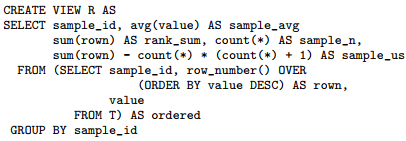 CREATE VIEW R AS
SELECT sample_id, avg(value) AS sample_avg
sum(rown) AS rank_sum, count(*) AS sample_n,
sum(rown) - count(*) * (count(*) + 1) AS sample_us
FROM (SELECT sample_id, row_number() OVER
(ORDER BY value DESC) AS rown,
value
FROM T) AS ordered
GROUP BY sample_id